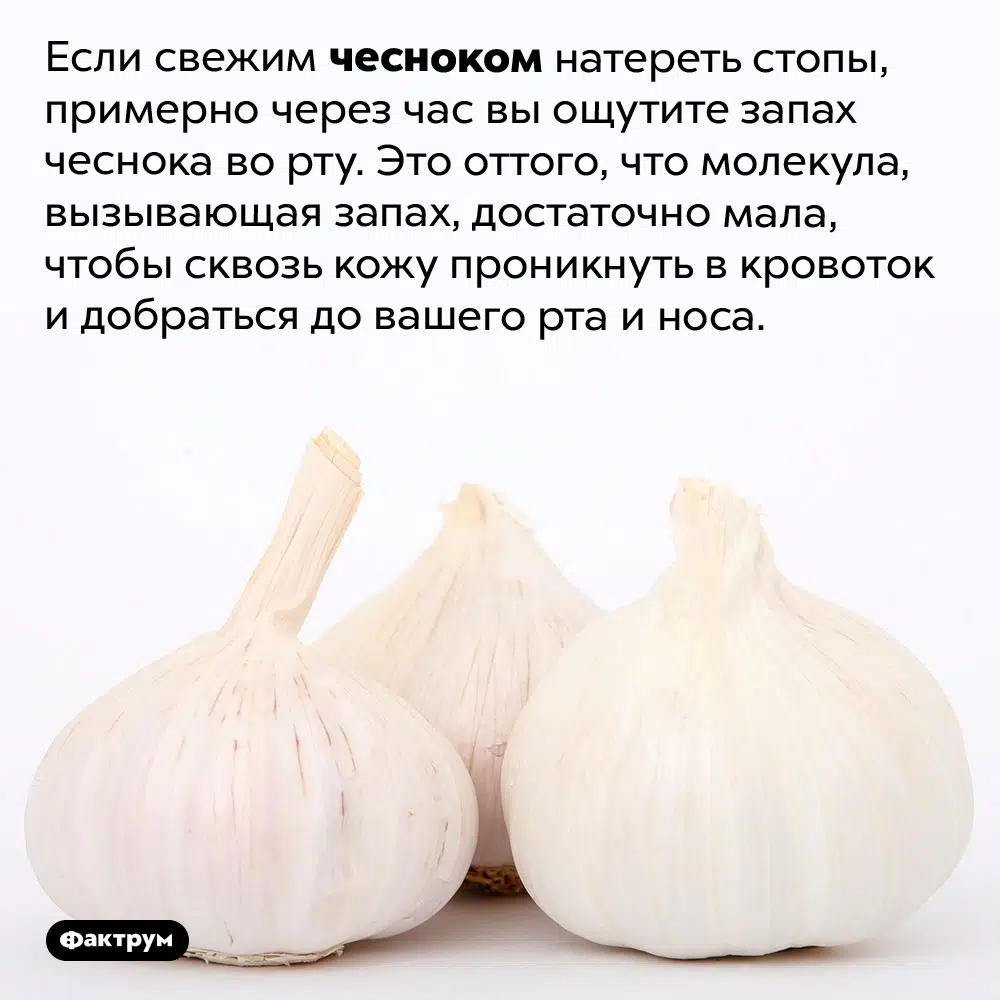 Если свежим чесноком натереть стопы,
примерно через час вы ощутите запах
чеснока во рту. Это оттого, что молекула,
вызывающая запах, достаточно мала,
чтобы сквозь кожу проникнуть в кровоток
и добраться до вашего рта и носа.
Фактрум